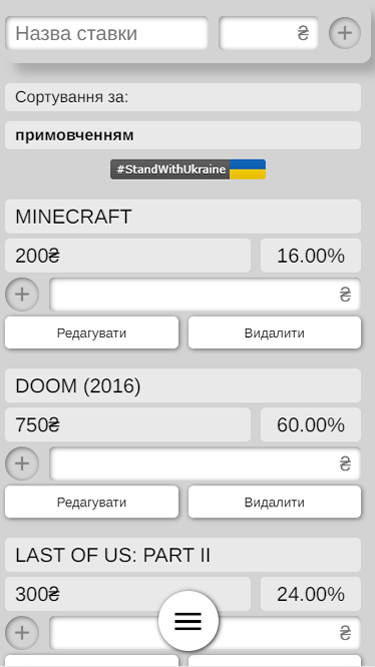 Назва ставки ₴
Сортування за:
примовченням
#StandWithUkraine
MINECRAFT
200₴ 16.00%
₴
Редагувати Видалити
DOOM (2016)
750₴ 60.00%
₴
Редагувати Видалити
LAST OF US: PART II
300₴ 24.00%
₴